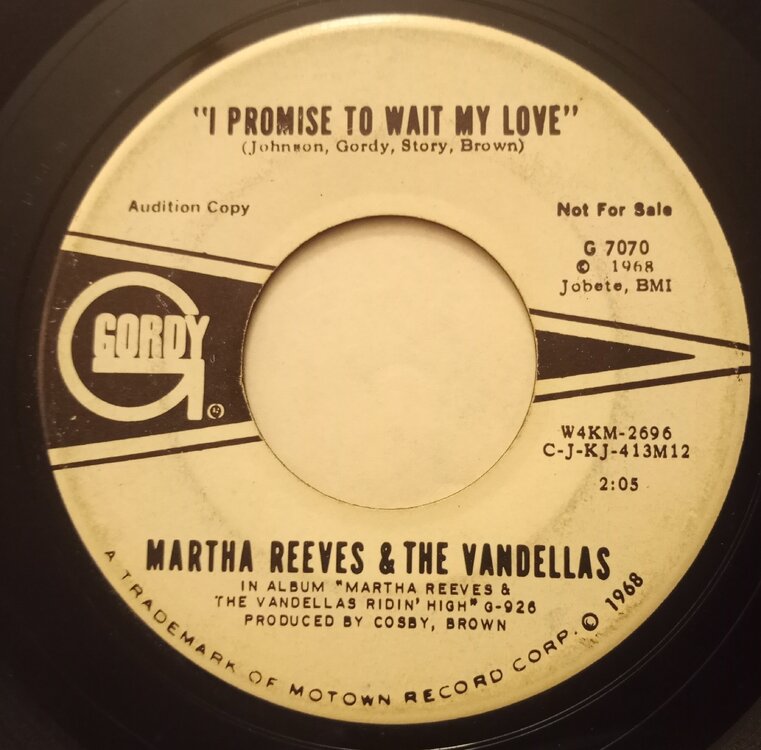 "I PROMISE TO WAIT MY LOVE"
(Johnson, Gordy, Story, Brown)
Audition Copy
Not For Sale
G 7070
© 1968
Jobete, BMI
GORDY
®
W4KM-2696
C-J-KJ-413M12
2:05
MARTHA REEVES & THE VANDELLAS
IN ALBUM "MARTHA REEVES &
THE VANDELLAS RIDIN' HIGH" G-926
PRODUCED BY COSBY, BROWN
A TRADEMARK OF MOTOWN RECORD CORP. © 1968